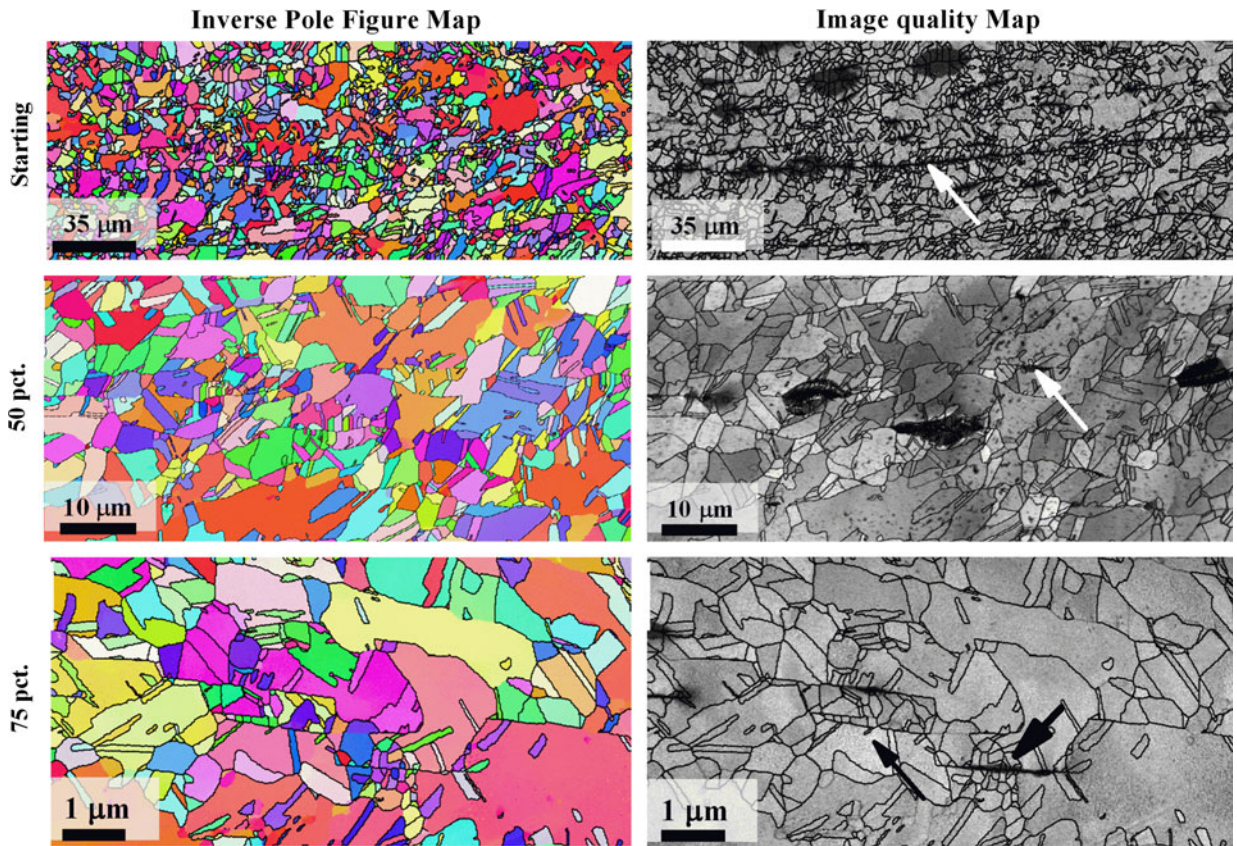 Inverse Pole Figure Map
Image quality Map
Starting
35 μm
35 μm
50 pct.
10 μm
10 μm
75 pct.
1 μm
1 μm